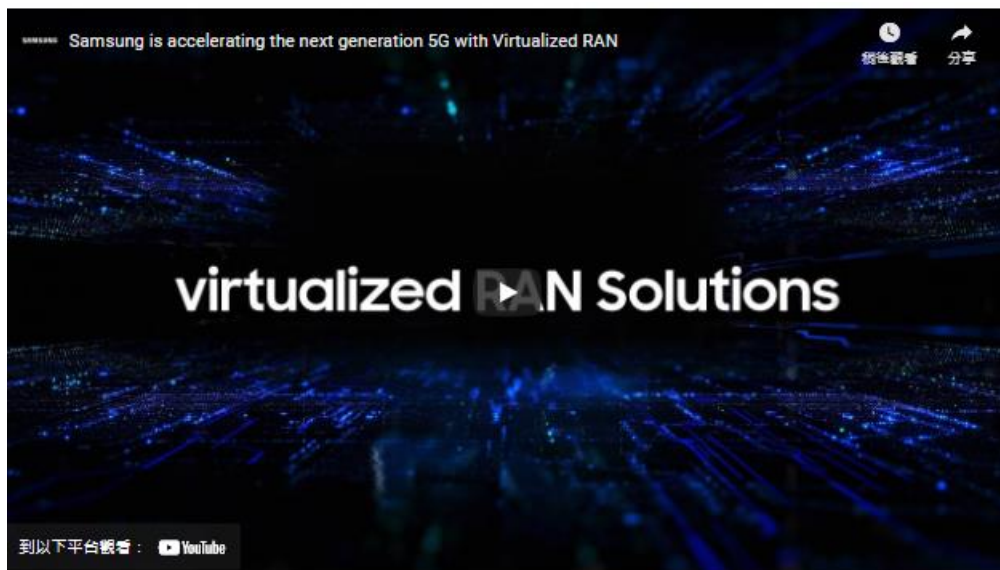 SAMSUNG Samsung is accelerating the next generation 5G with Virtualized RAN
稍後觀看 分享
virtualized RAN Solutions
到以下平台觀看： YouTube